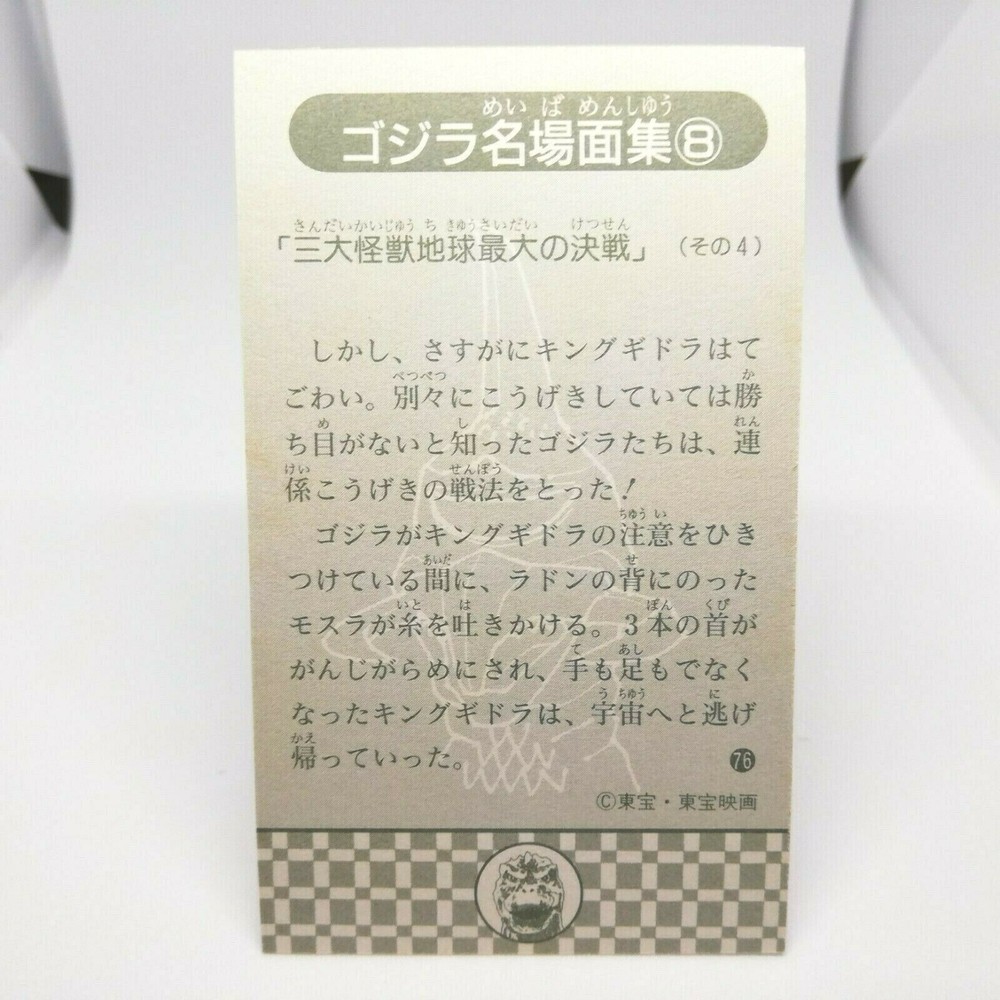 めいばめんしゅう
ゴジラ名場面集⑧
さんだいかいじゅうちきゅうさいだい けっせん
「三大怪獣地球最大の決戦」（その4）
しかし、さすがにキングギドラはて
べつべつ か
ごわい。別々にこうげきしていては勝
め し れん
ち目がないと知ったゴジラたちは、連
けい せんぽう
係こうげきの戦法をとった！
ちゅうい
ゴジラがキングギドラの注意をひき
あいだ せ
つけている間に、ラドンの背にのった
いと は ぼん くび
モスラが糸を吐きかける。3本の首が
て あし
がんじがらめにされ、手も足もでなく
うちゅう に
なったキングギドラは、宇宙へと逃げ
かえ
帰っていった。
76
©東宝・東宝映画